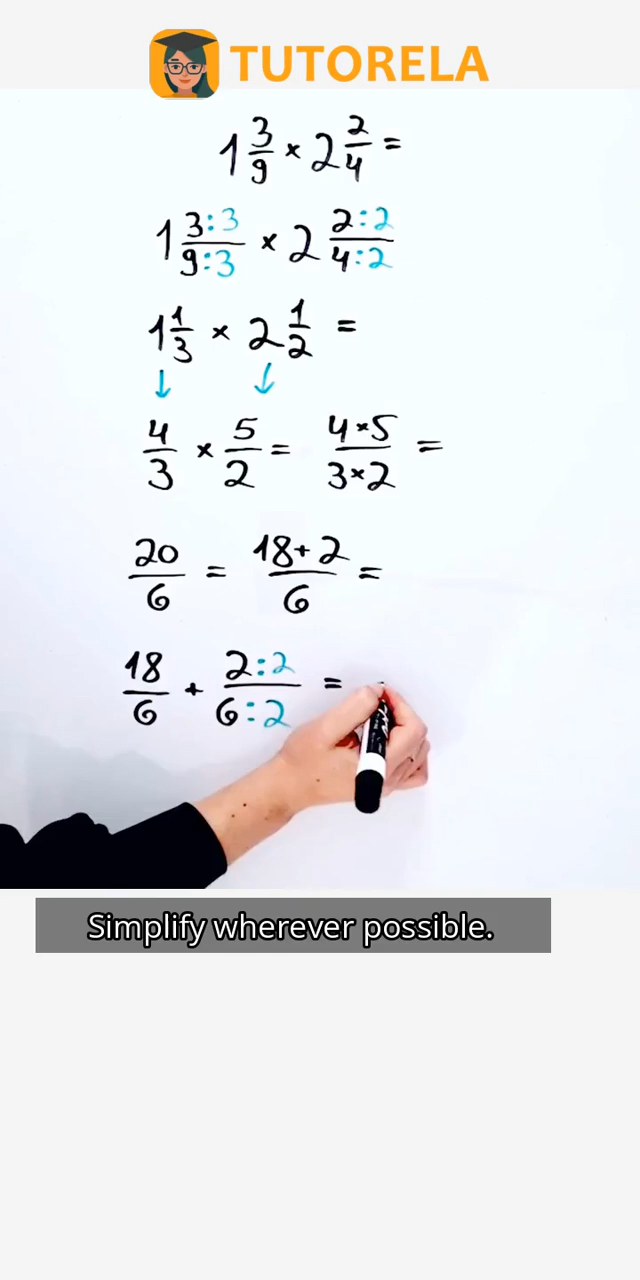 TUTORELA
1 3/9 × 2 2/4 =
1 3:3/9:3 × 2 2:2/4:2
1 1/3 × 2 1/2 =
↓ ↓
4/3 × 5/2 = 4×5/3×2 =
20/6 = 18+2/6 =
18/6 + 2:2/6:2 =
Simplify wherever possible.